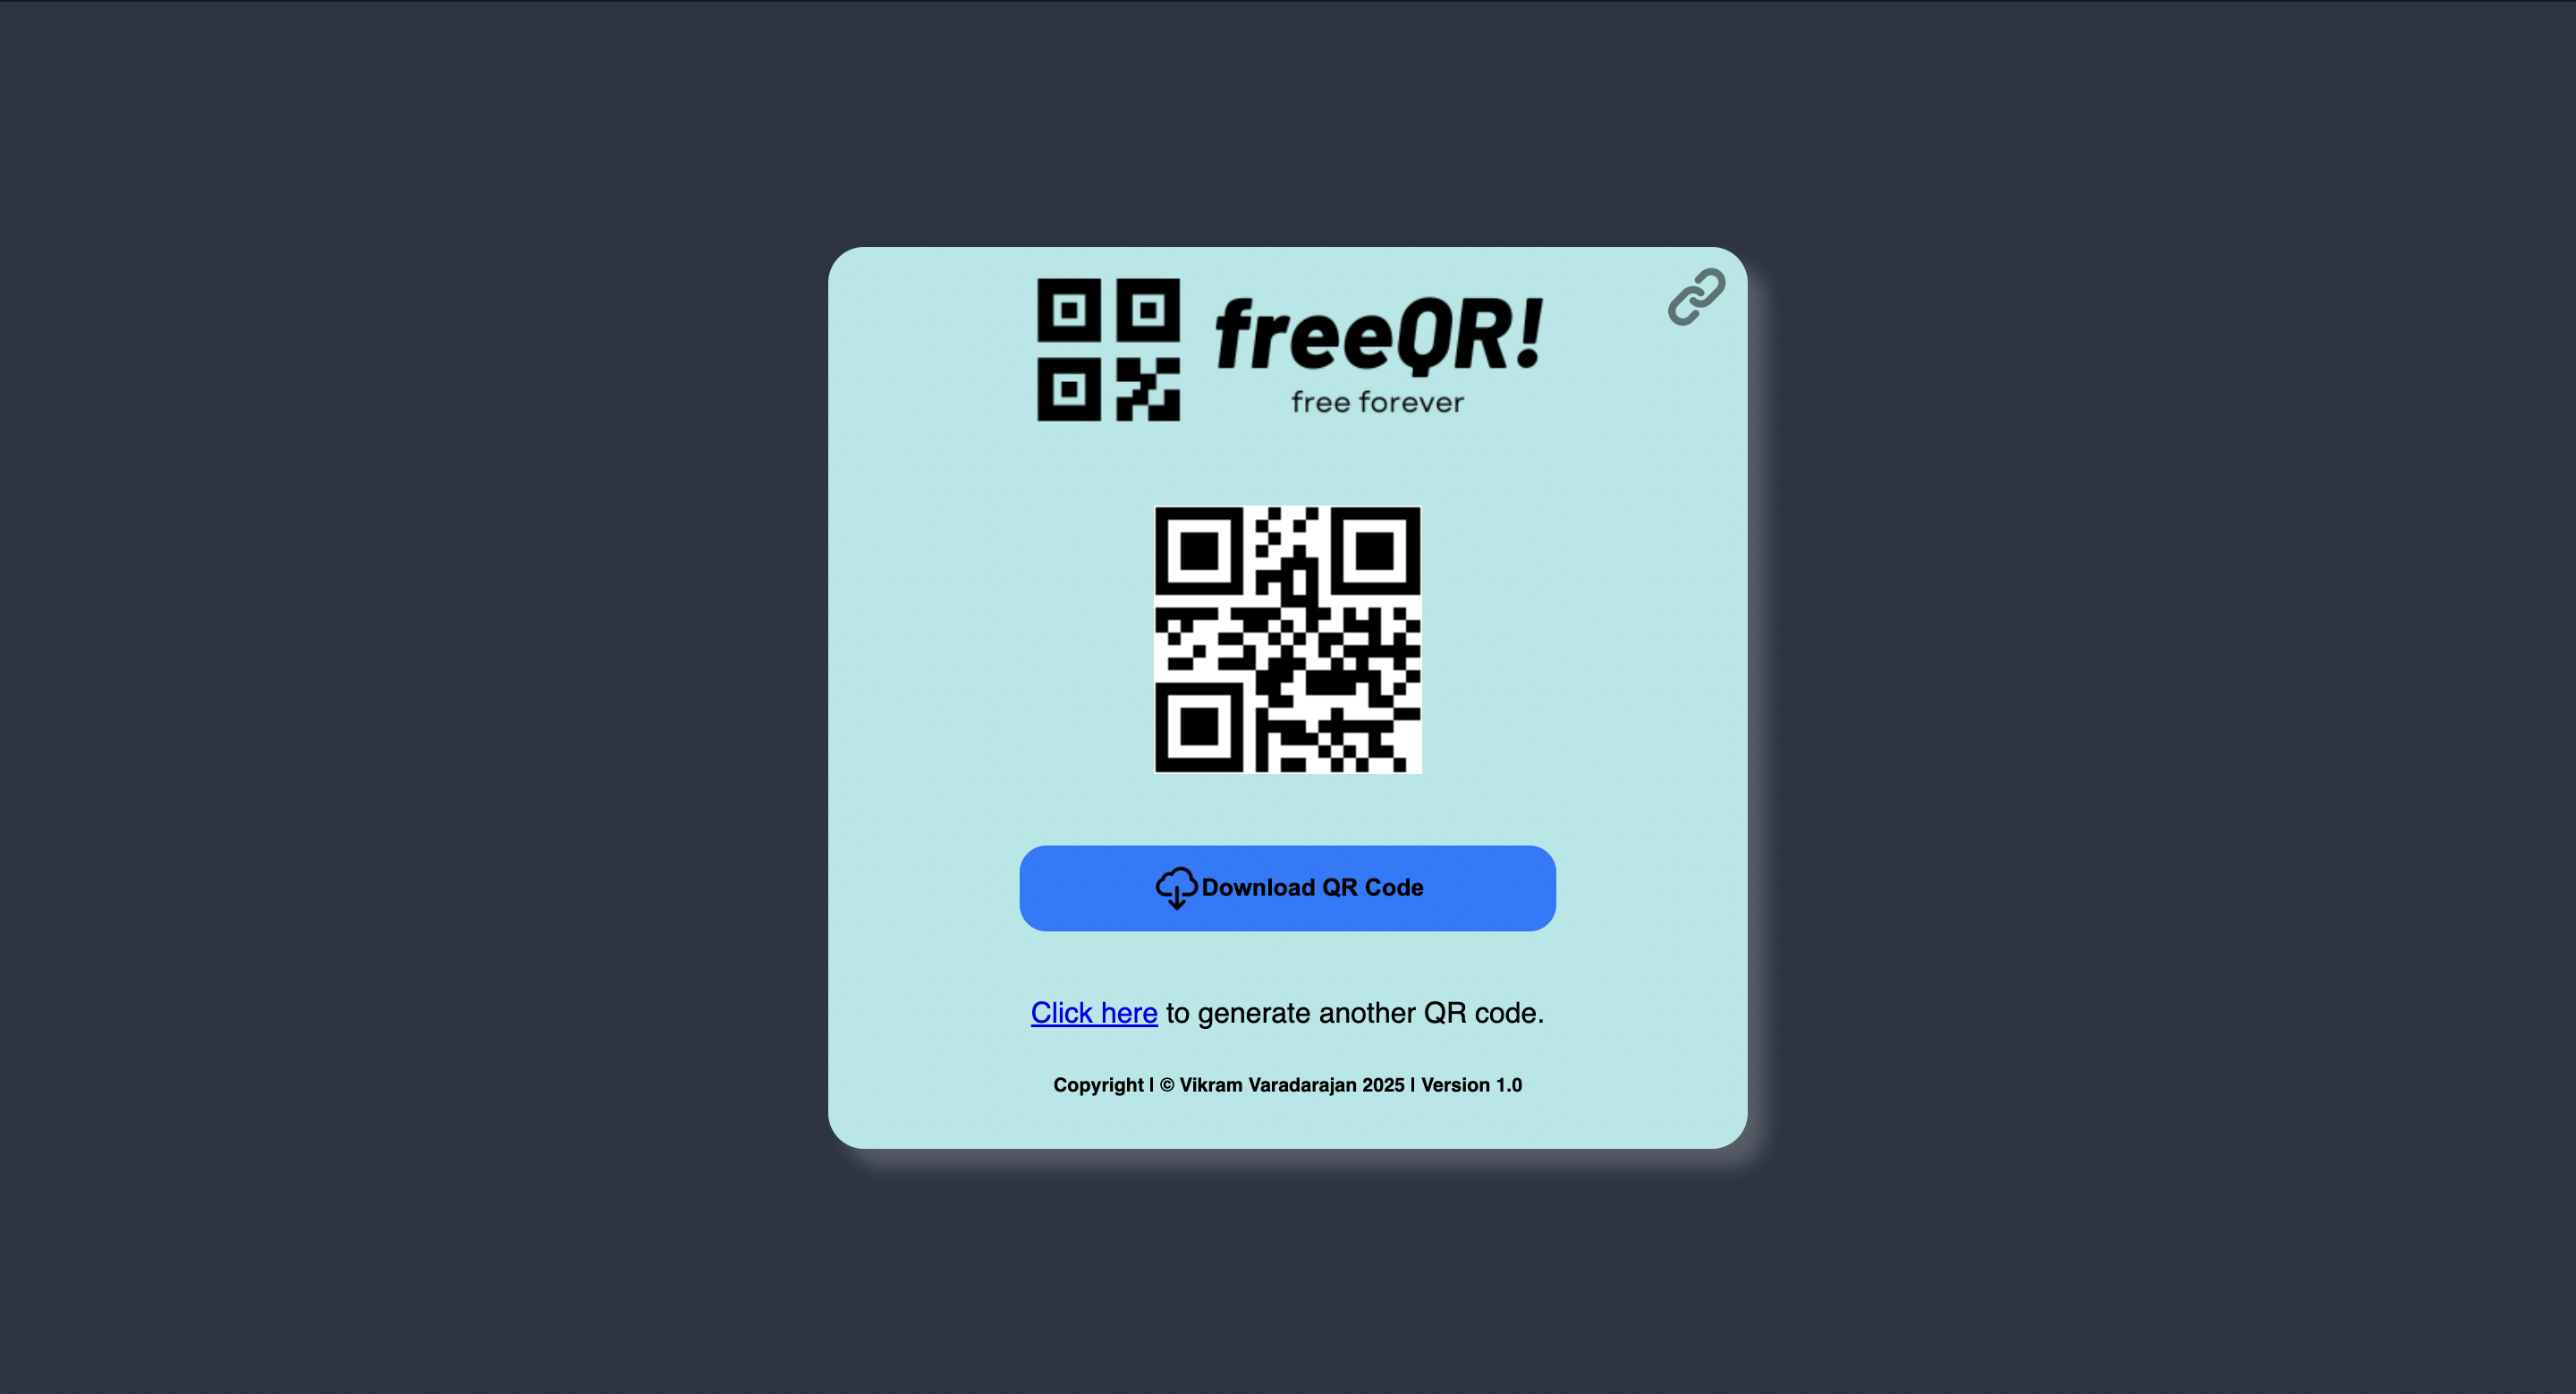 freeQR!
free forever
Download QR Code
Click here to generate another QR code.
Copyright | © Vikram Varadarajan 2025 | Version 1.0